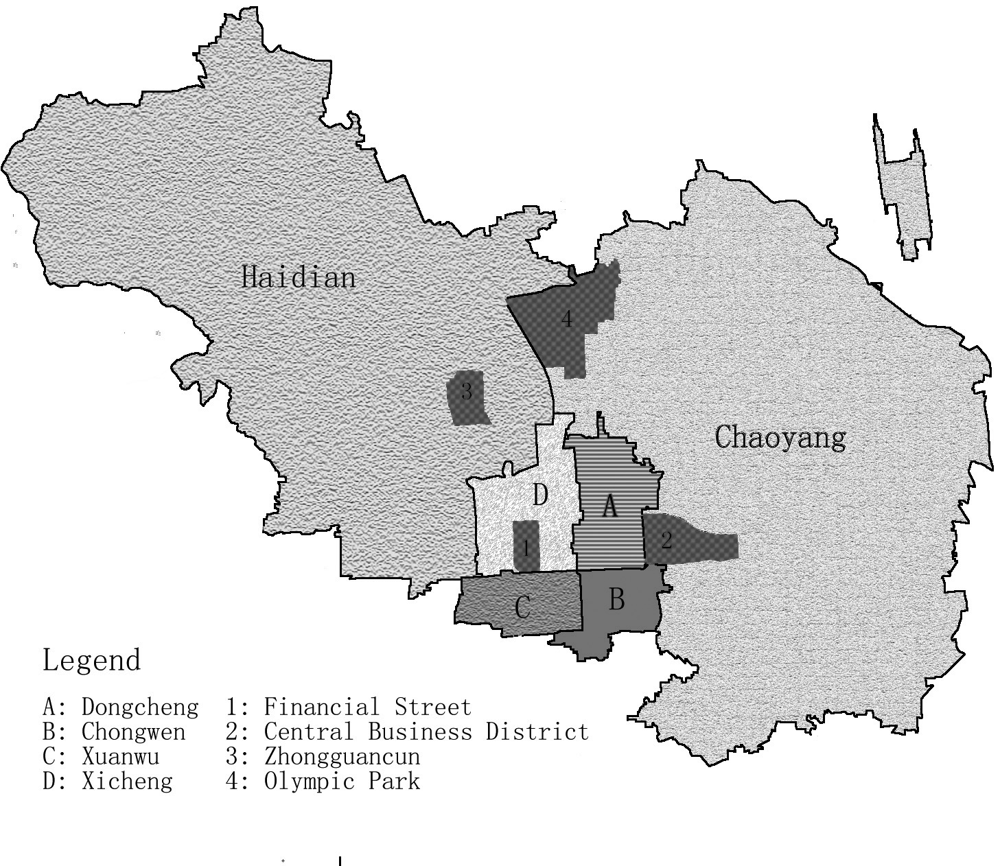 Haidian
4
3
Chaoyang
D
A
2
1
B
C
Legend
A: Dongcheng 1: Financial Street
B: Chongwen 2: Central Business District
C: Xuanwu 3: Zhongguancun
D: Xicheng 4: Olympic Park